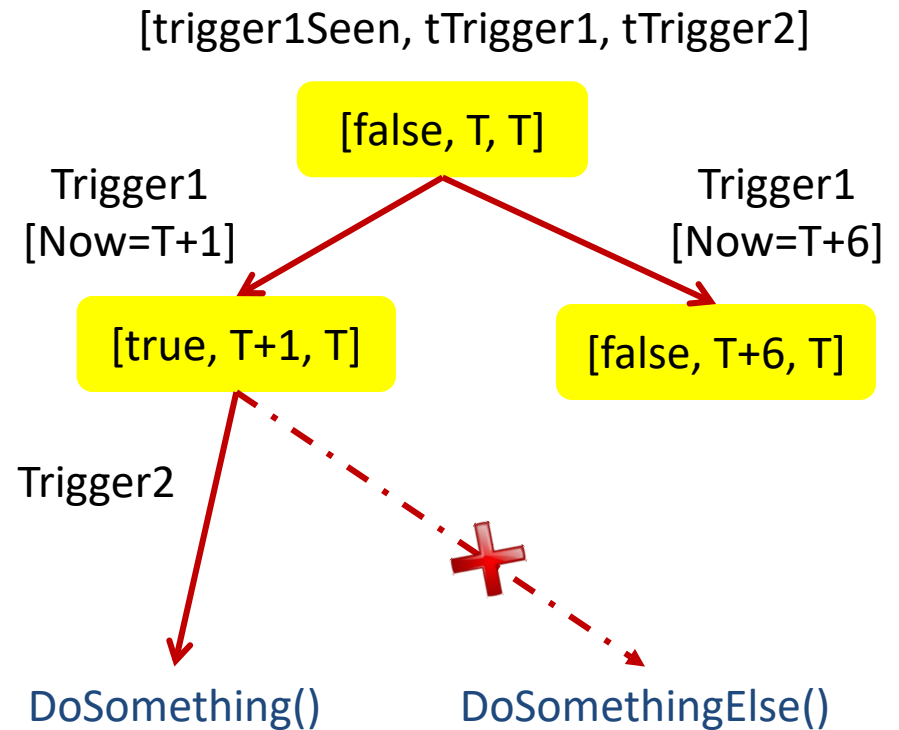 [trigger1Seen, tTrigger1, tTrigger2]
[false, T, T]
Trigger1
[Now=T+1]
Trigger1
[Now=T+6]
[true, T+1, T]
[false, T+6, T]
Trigger2
DoSomething()
DoSomethingElse()